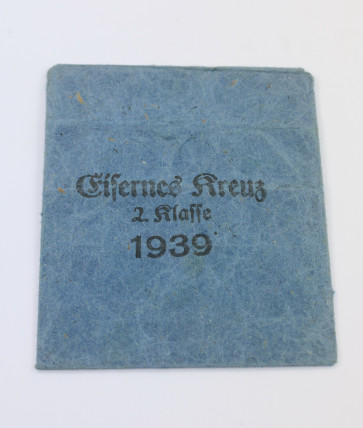 Eisernes Kreuz
2. Klasse
1939